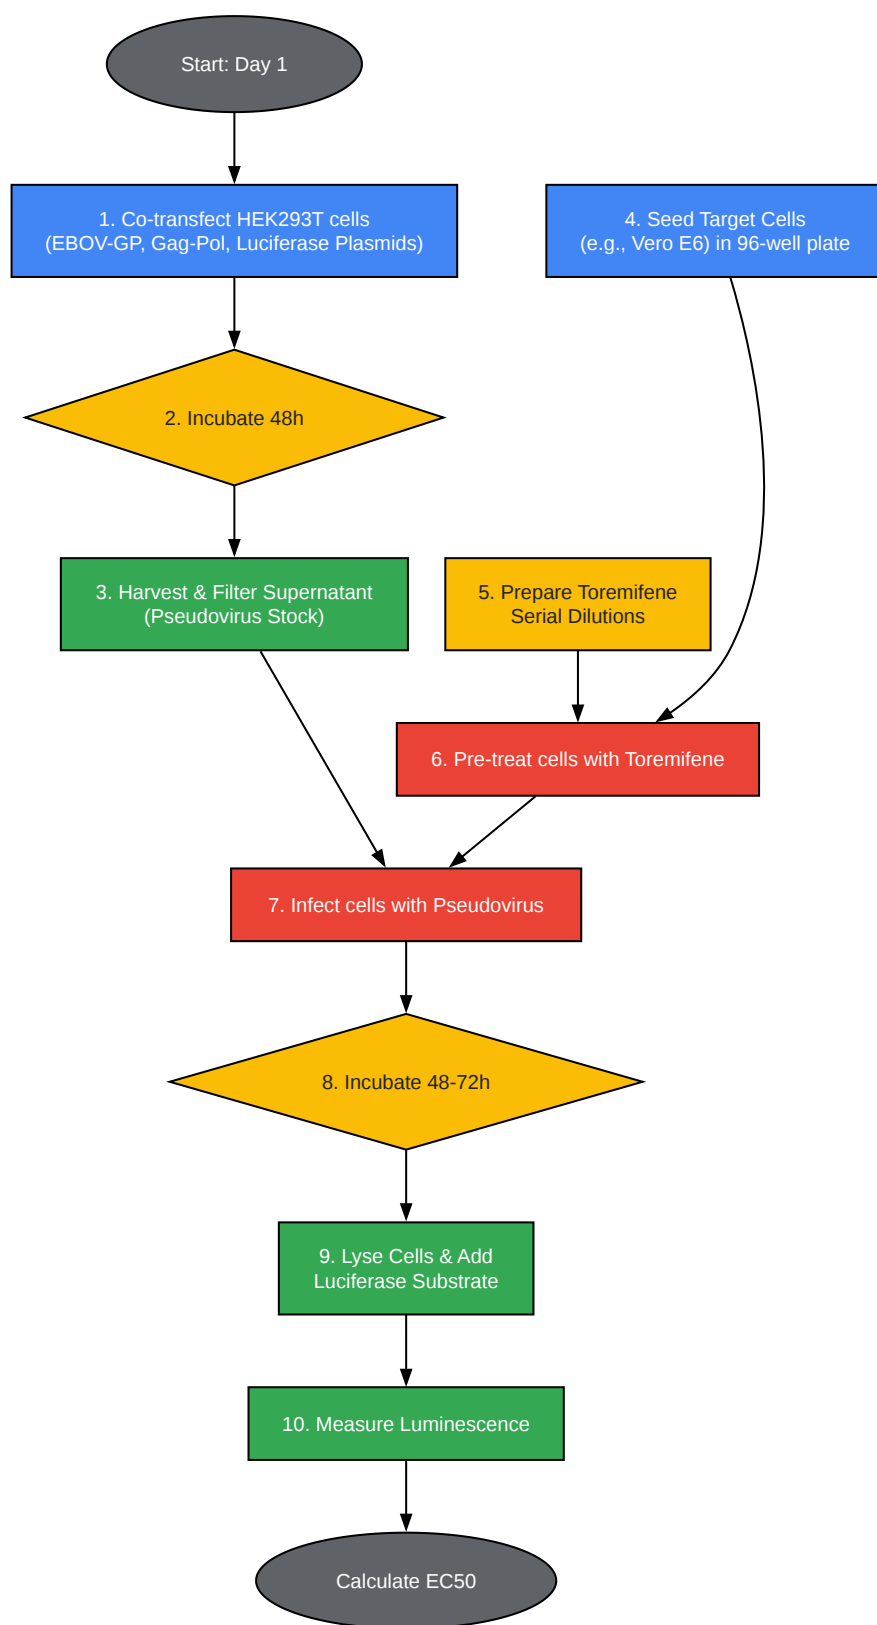 Start: Day 1
1. Co-transfect HEK293T cells
(EBOV-GP, Gag-Pol, Luciferase Plasmids)
4. Seed Target Cells
(e.g., Vero E6) in 96-well plate
2. Incubate 48h
3. Harvest & Filter Supernatant
(Pseudovirus Stock)
5. Prepare Toremifene
Serial Dilutions
6. Pre-treat cells with Toremifene
7. Infect cells with Pseudovirus
8. Incubate 48-72h
9. Lyse Cells & Add
Luciferase Substrate
10. Measure Luminescence
Calculate EC50